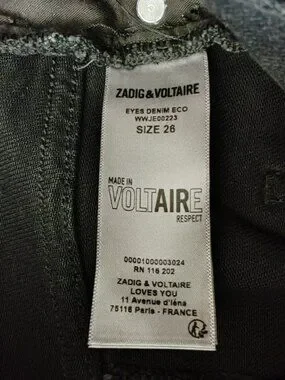 ZADIG & VOLTAIRE
EYES DENIM ECO
WWJE00223
SIZE 26
MADE IN
VOLTAIRE
RESPECT
00001000003024
RN 116 202
ZADIG & VOLTAIRE
LOVES YOU
11 Avenue d'Iéna
75116 Paris - FRANCE